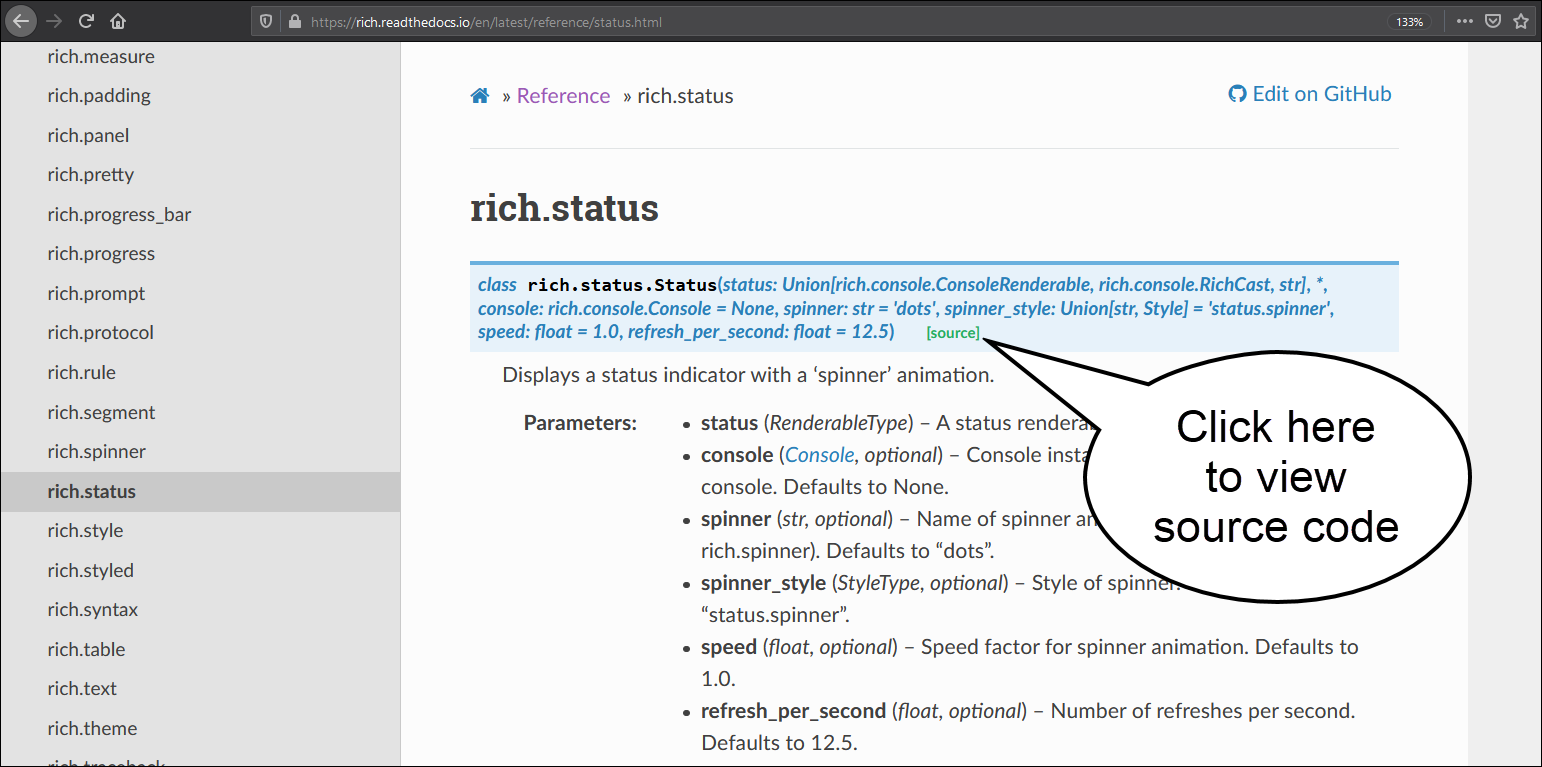 https://rich.readthedocs.io/en/latest/reference/status.html
133%
rich.measure
rich.padding
rich.panel
rich.pretty
rich.progress_bar
rich.progress
rich.prompt
rich.protocol
rich.rule
rich.segment
rich.spinner
rich.status
rich.style
rich.styled
rich.syntax
rich.table
rich.text
rich.theme
» Reference » rich.status
Edit on GitHub
rich.status
class rich.status.Status(status: Union[rich.console.ConsoleRenderable, rich.console.RichCast, str], *,
console: rich.console.Console = None, spinner: str = 'dots', spinner_style: Union[str, Style] = 'status.spinner',
speed: float = 1.0, refresh_per_second: float = 12.5) [source]
Displays a status indicator with a ‘spinner’ animation.
Parameters:
• status (RenderableType) – A status
• console (Console, optional) – Console
console. Defaults to None.
• spinner (str, optional) – Name of spinner
rich.spinner). Defaults to “dots”.
• spinner_style (StyleType, optional) – Style of spinner.
“status.spinner”.
• speed (float, optional) – Speed factor for spinner animation. Defaults to
1.0.
• refresh_per_second (float, optional) – Number of refreshes per second.
Defaults to 12.5.
Click here
to view
source code